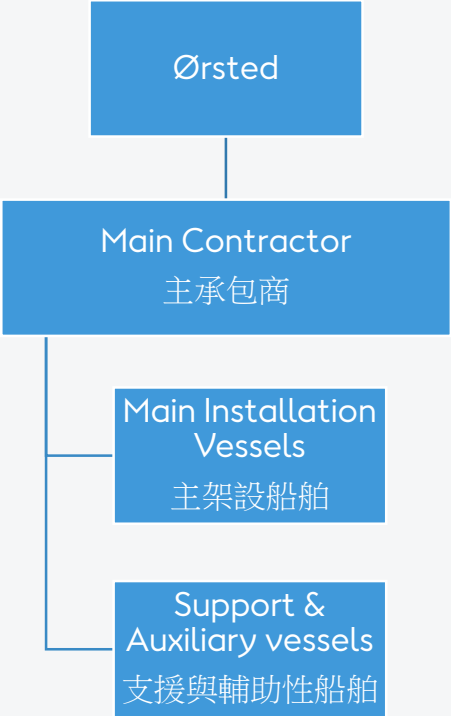 Ørsted
Main Contractor
主承包商
Main Installation
Vessels
主架設船舶
Support &
Auxiliary vessels
支援與輔助性船舶